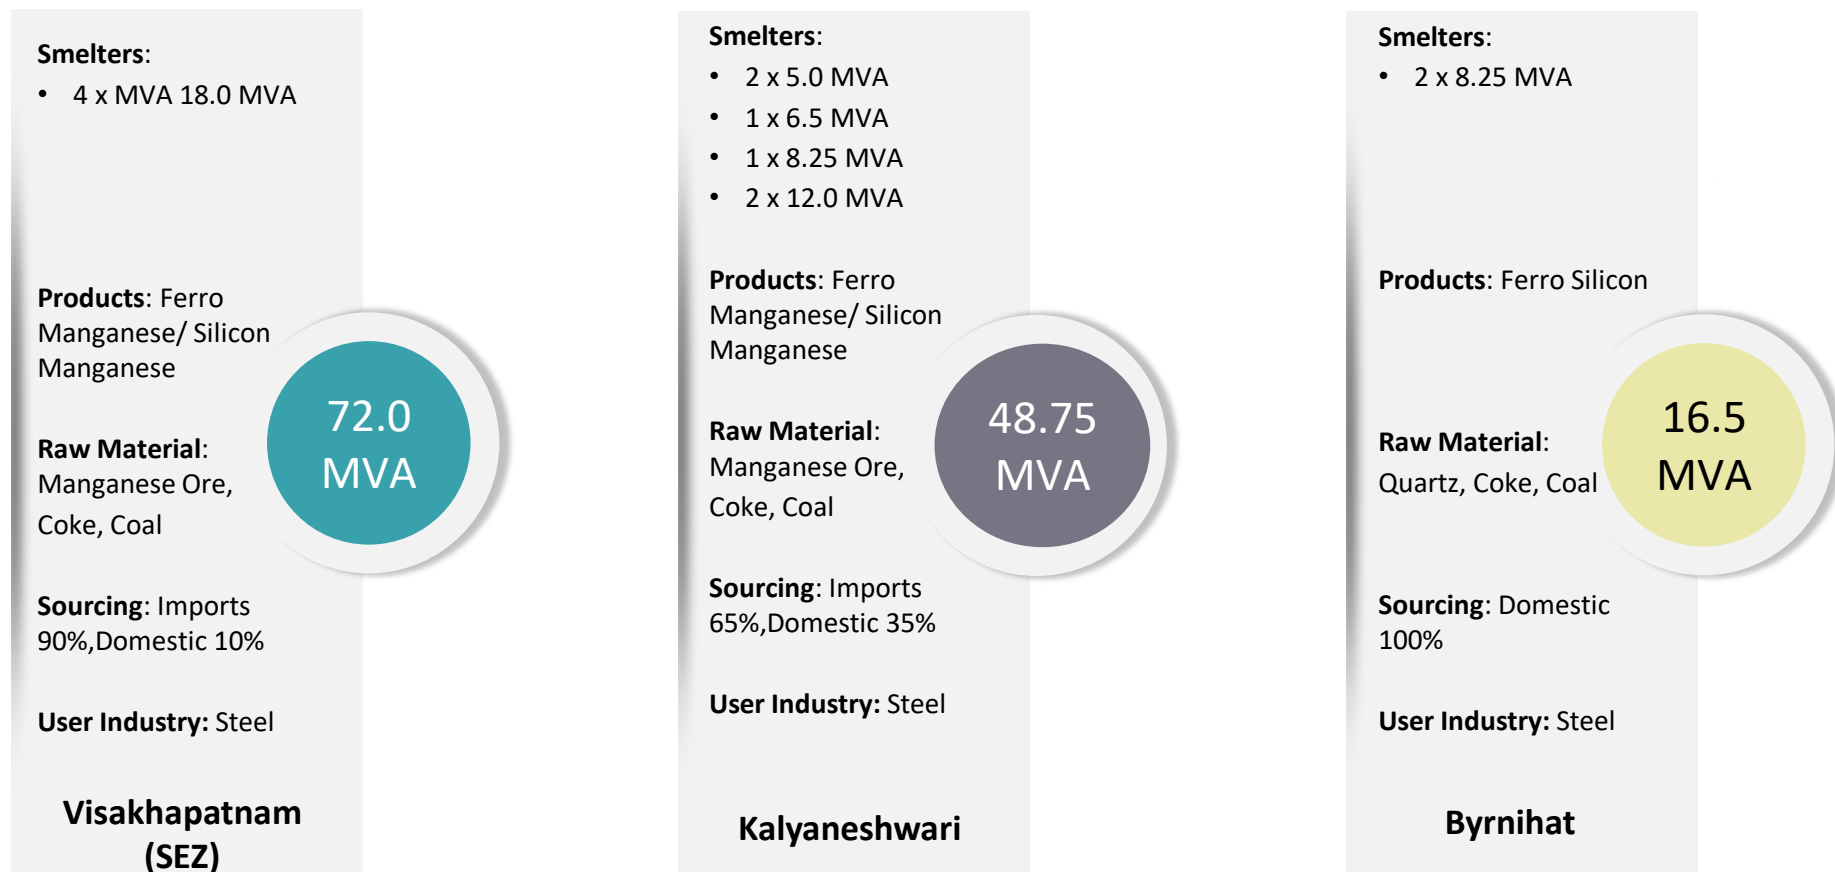 Smelters:
• 4 x MVA 18.0 MVA
Products: Ferro
Manganese/ Silicon
Manganese
Raw Material:
Manganese Ore,
Coke, Coal
Sourcing: Imports
90%,Domestic 10%
User Industry: Steel
72.0
MVA
Visakhapatnam
(SEZ)
Smelters:
• 2 x 5.0 MVA
• 1 x 6.5 MVA
• 1 x 8.25 MVA
• 2 x 12.0 MVA
Products: Ferro
Manganese/ Silicon
Manganese
Raw Material:
Manganese Ore,
Coke, Coal
Sourcing: Imports
65%,Domestic 35%
User Industry: Steel
48.75
MVA
Kalyaneshwari
Smelters:
• 2 x 8.25 MVA
Products: Ferro Silicon
Raw Material:
Quartz, Coke, Coal
Sourcing: Domestic
100%
User Industry: Steel
16.5
MVA
Byrnihat